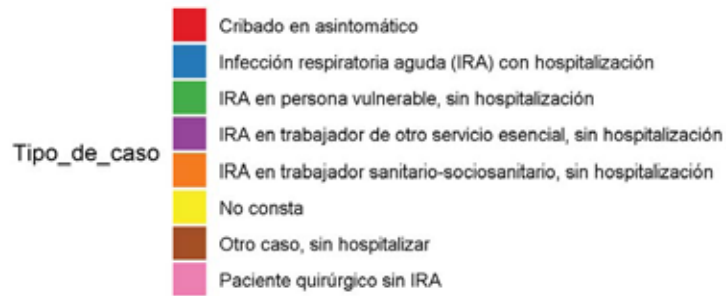 Tipo_de_caso
Cribado en asintomático
Infección respiratoria aguda (IRA) con hospitalización
IRA en persona vulnerable, sin hospitalización
IRA en trabajador de otro servicio esencial, sin hospitalización
IRA en trabajador sanitario-sociosanitario, sin hospitalización
No consta
Otro caso, sin hospitalizar
Paciente quirúrgico sin IRA